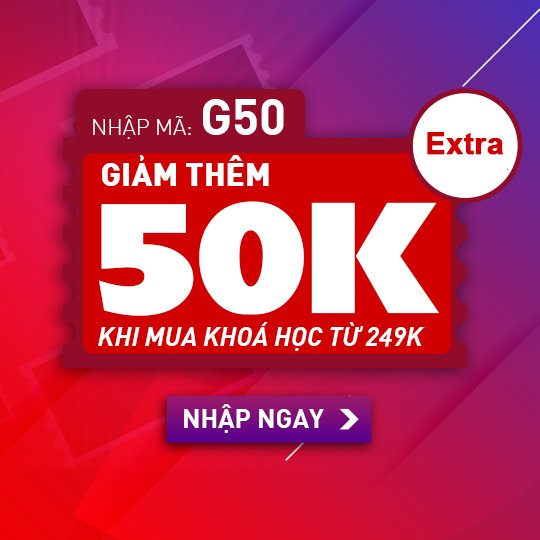 NHẬP MÃ: G50
Extra
GIẢM THÊM
50K
KHI MUA KHOÁ HỌC TỪ 249K
NHẬP NGAY